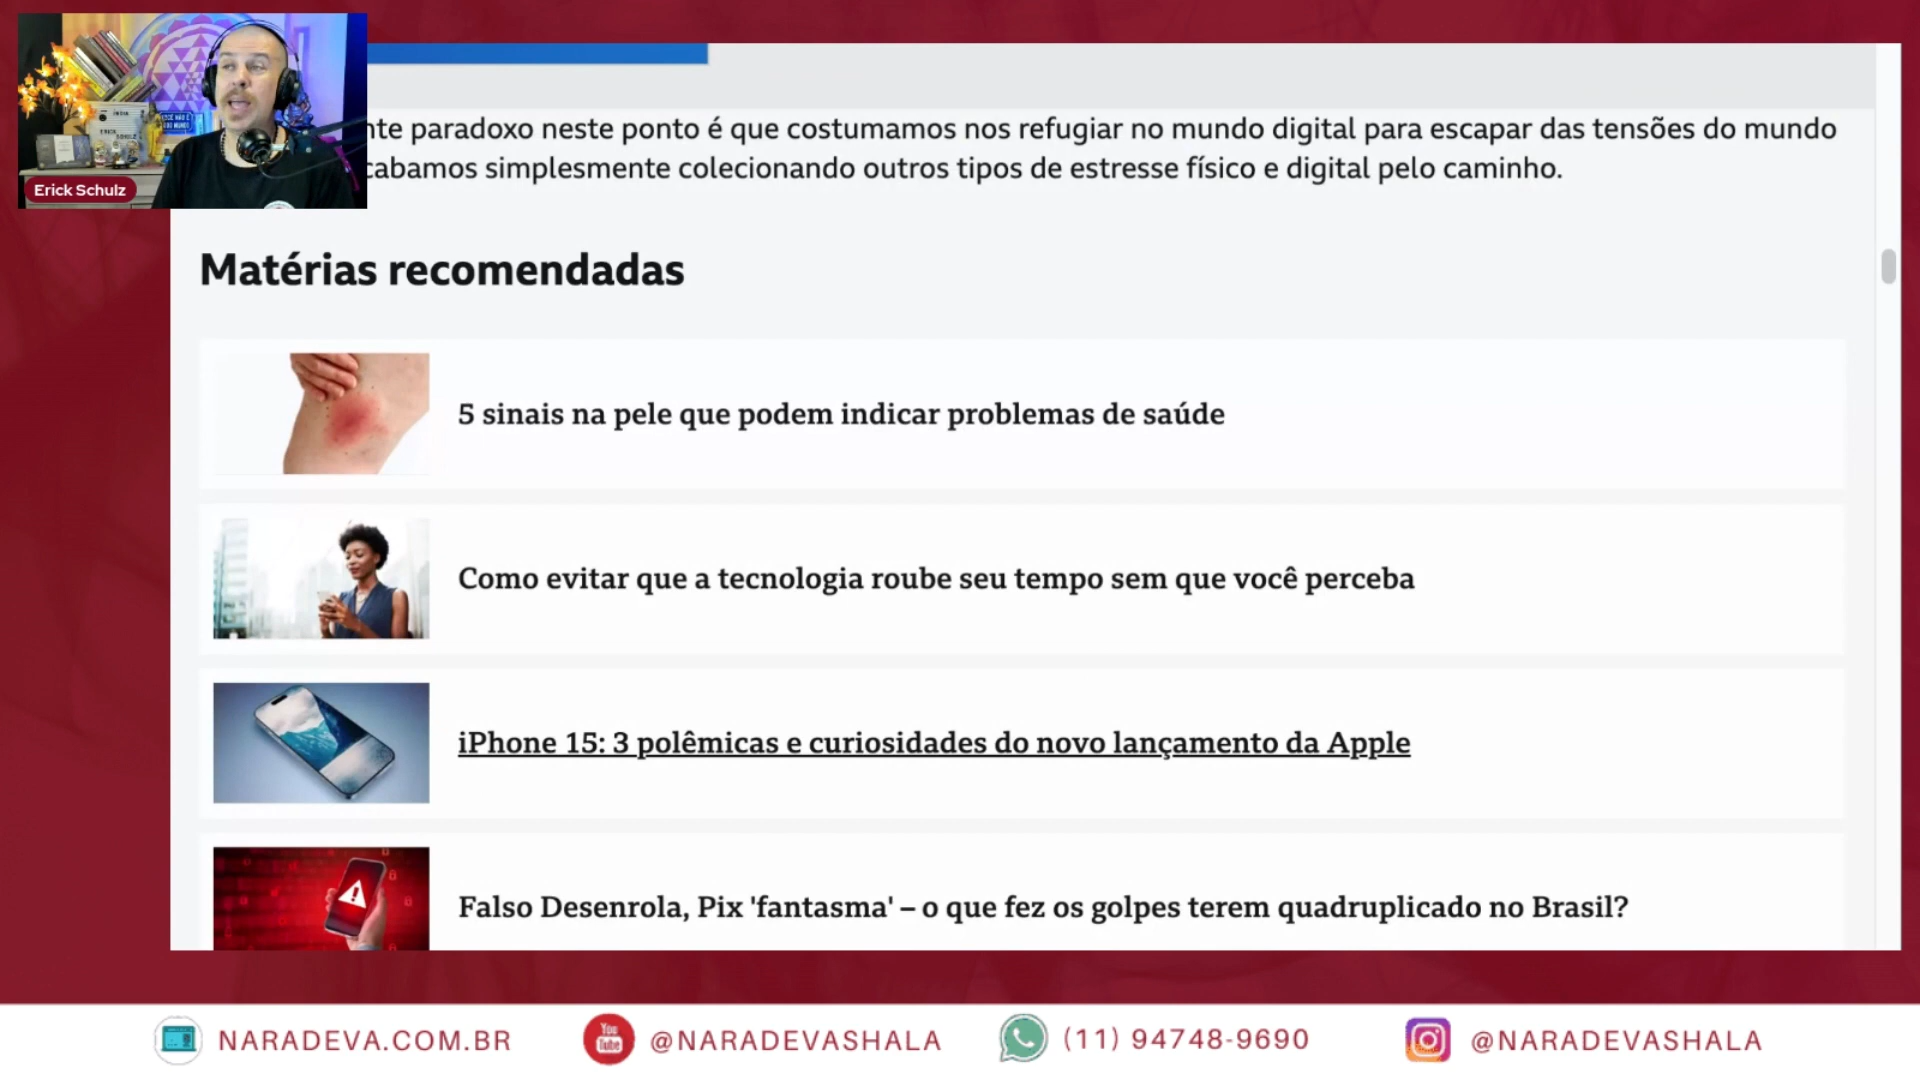 nte paradoxo neste ponto é que costumamos nos refugiar no mundo digital para escapar das tensões do mundo
cabamos simplesmente colecionando outros tipos de estresse físico e digital pelo caminho.
Erick Schulz
Matérias recomendadas
5 sinais na pele que podem indicar problemas de saúde
Como evitar que a tecnologia roube seu tempo sem que você perceba
iPhone 15: 3 polêmicas e curiosidades do novo lançamento da Apple
Falso Desenrola, Pix 'fantasma' – o que fez os golpes terem quadruplicado no Brasil?
NARADEVA.COM.BR
You Tube
@NARADEVASHALA
(11) 94748-9690
@NARADEVASHALA